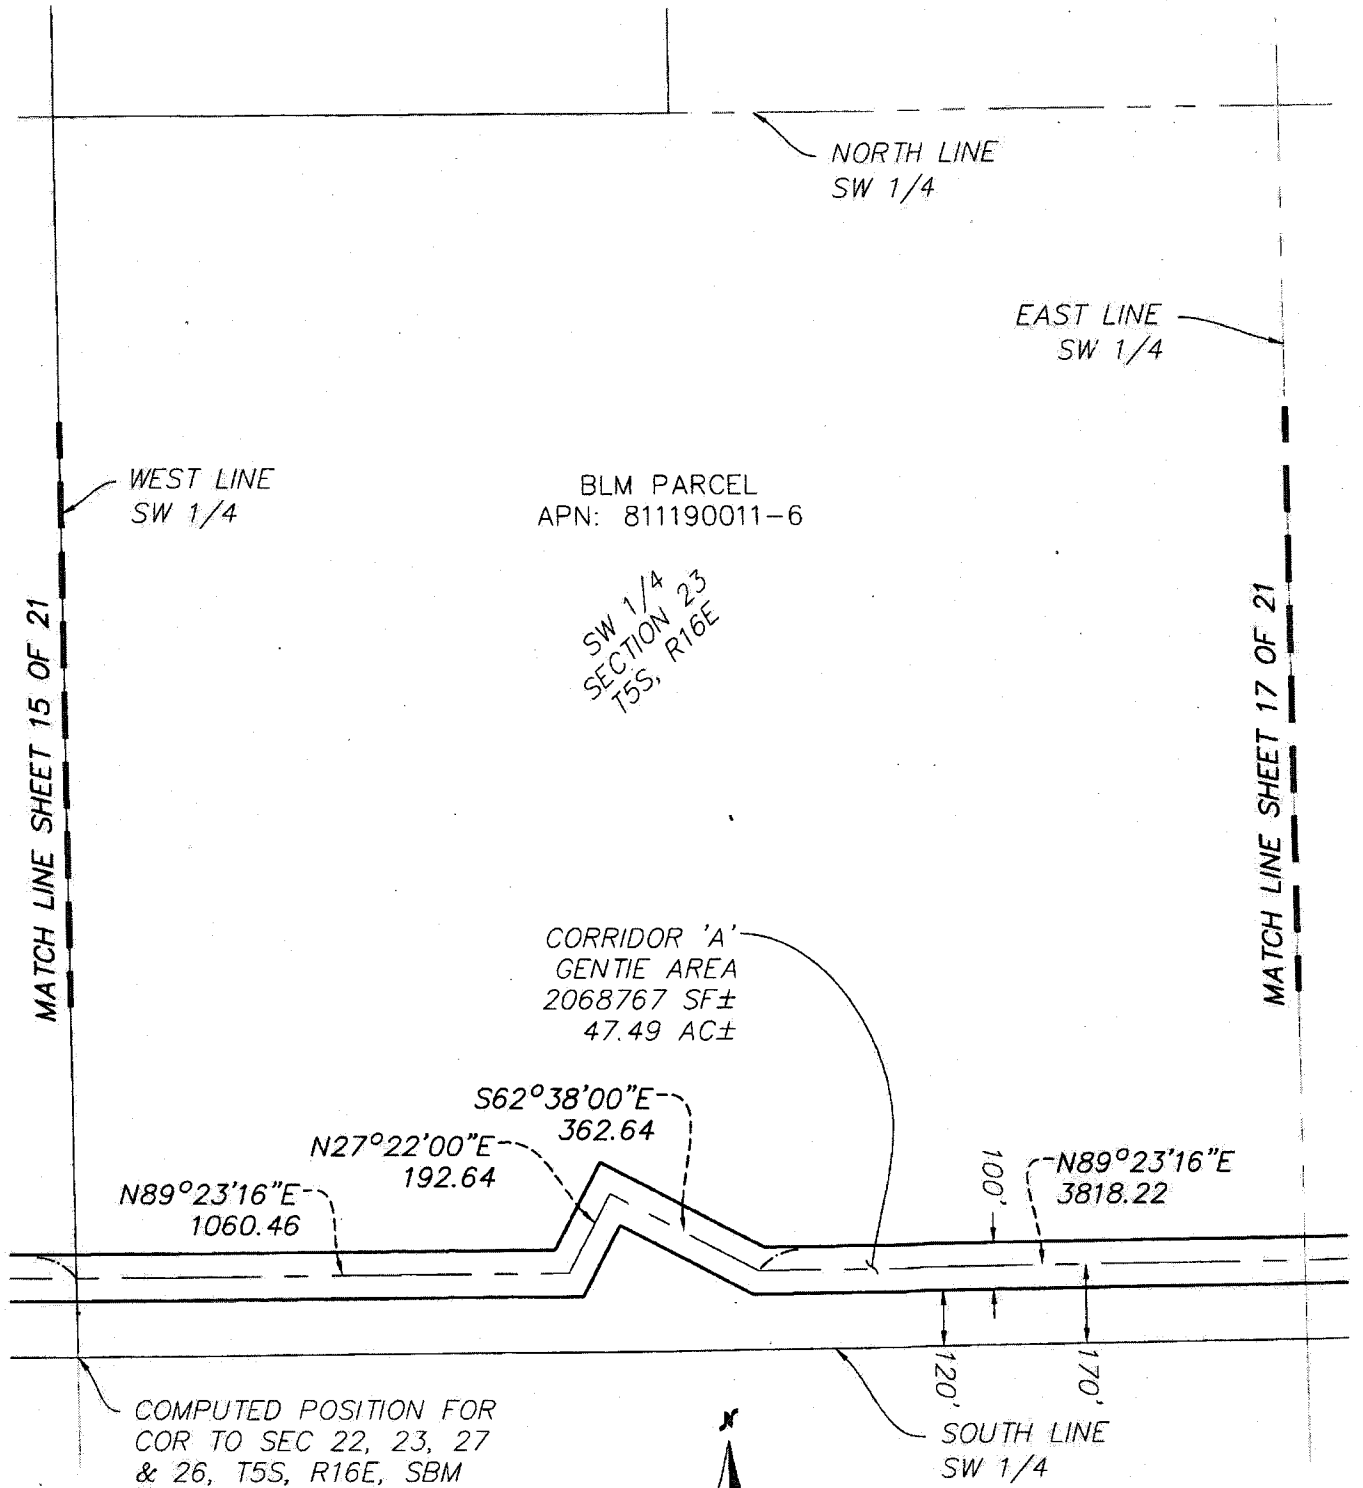 NORTH LINE
SW 1/4
EAST LINE
SW 1/4
WEST LINE
SW 1/4
BLM PARCEL
APN: 811190011-6
SW 1/4
SECTION 23
T5S, R16E
MATCH LINE SHEET 15 OF 21
MATCH LINE SHEET 17 OF 21
CORRIDOR 'A'
GENTIE AREA
2068767 SF±
47.49 AC±
S62°38'00"E
362.64
N27°22'00"E
192.64
N89°23'16"E
1060.46
100'
N89°23'16"E
3818.22
120'
170'
COMPUTED POSITION FOR
COR TO SEC 22, 23, 27
& 26, T5S, R16E, SBM
N
SOUTH LINE
SW 1/4